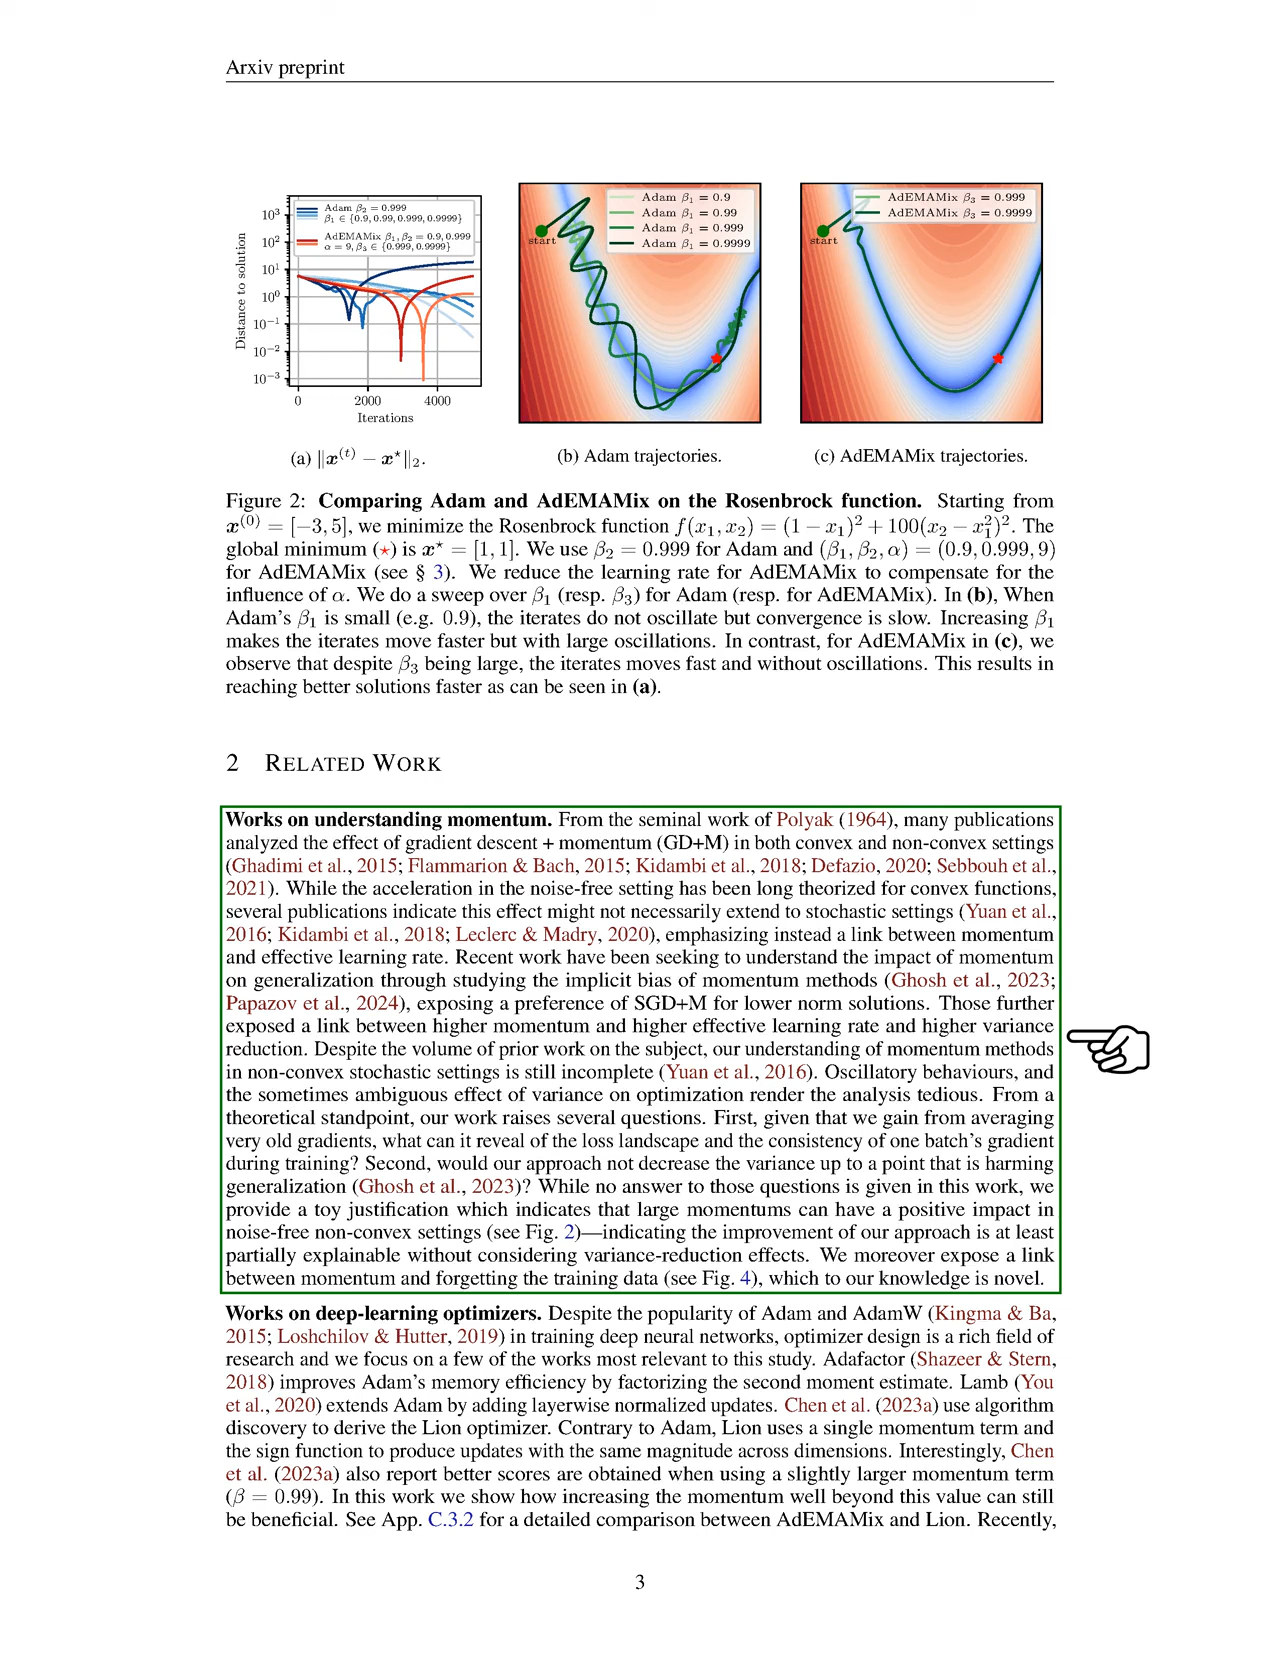 Arxiv preprint
10³
10²
10¹
10⁰
10⁻¹
10⁻²
10⁻³
Distance to solution
Adam β₂ = 0.999
β₁ ∈ {0.9, 0.99, 0.999, 0.9999}
AdEMAMix β₁, β₂ = 0.9, 0.999
α = 9, β₃ ∈ {0.999, 0.9999}
0 2000 4000
Iterations
Adam β₁ = 0.9
Adam β₁ = 0.99
Adam β₁ = 0.999
Adam β₁ = 0.9999
start
AdEMAMix β₃ = 0.999
AdEMAMix β₃ = 0.9999
start
(a) ‖x⁽ᵗ⁾ − x⋆‖₂.
(b) Adam trajectories.
(c) AdEMAMix trajectories.
Figure 2: Comparing Adam and AdEMAMix on the Rosenbrock function. Starting from
x⁽⁰⁾ = [−3, 5], we minimize the Rosenbrock function f(x₁, x₂) = (1 − x₁)² + 100(x₂ − x₁²)². The
global minimum (⋆) is x⋆ = [1, 1]. We use β₂ = 0.999 for Adam and (β₁, β₂, α) = (0.9, 0.999, 9)
for AdEMAMix (see § 3). We reduce the learning rate for AdEMAMix to compensate for the
influence of α. We do a sweep over β₁ (resp. β₃) for Adam (resp. for AdEMAMix). In (b), When
Adam's β₁ is small (e.g. 0.9), the iterates do not oscillate but convergence is slow. Increasing β₁
makes the iterates move faster but with large oscillations. In contrast, for AdEMAMix in (c), we
observe that despite β₃ being large, the iterates moves fast and without oscillations. This results in
reaching better solutions faster as can be seen in (a).
2 RELATED WORK
Works on understanding momentum. From the seminal work of Polyak (1964), many publications
analyzed the effect of gradient descent + momentum (GD+M) in both convex and non-convex settings
(Ghadimi et al., 2015; Flammarion & Bach, 2015; Kidambi et al., 2018; Defazio, 2020; Sebbouh et al.,
2021). While the acceleration in the noise-free setting has been long theorized for convex functions,
several publications indicate this effect might not necessarily extend to stochastic settings (Yuan et al.,
2016; Kidambi et al., 2018; Leclerc & Madry, 2020), emphasizing instead a link between momentum
and effective learning rate. Recent work have been seeking to understand the impact of momentum
on generalization through studying the implicit bias of momentum methods (Ghosh et al., 2023;
Papazov et al., 2024), exposing a preference of SGD+M for lower norm solutions. Those further
exposed a link between higher momentum and higher effective learning rate and higher variance
reduction. Despite the volume of prior work on the subject, our understanding of momentum methods
in non-convex stochastic settings is still incomplete (Yuan et al., 2016). Oscillatory behaviours, and
the sometimes ambiguous effect of variance on optimization render the analysis tedious. From a
theoretical standpoint, our work raises several questions. First, given that we gain from averaging
very old gradients, what can it reveal of the loss landscape and the consistency of one batch's gradient
during training? Second, would our approach not decrease the variance up to a point that is harming
generalization (Ghosh et al., 2023)? While no answer to those questions is given in this work, we
provide a toy justification which indicates that large momentums can have a positive impact in
noise-free non-convex settings (see Fig. 2)—indicating the improvement of our approach is at least
partially explainable without considering variance-reduction effects. We moreover expose a link
between momentum and forgetting the training data (see Fig. 4), which to our knowledge is novel.
Works on deep-learning optimizers. Despite the popularity of Adam and AdamW (Kingma & Ba,
2015; Loshchilov & Hutter, 2019) in training deep neural networks, optimizer design is a rich field of
research and we focus on a few of the works most relevant to this study. Adafactor (Shazeer & Stern,
2018) improves Adam's memory efficiency by factorizing the second moment estimate. Lamb (You
et al., 2020) extends Adam by adding layerwise normalized updates. Chen et al. (2023a) use algorithm
discovery to derive the Lion optimizer. Contrary to Adam, Lion uses a single momentum term and
the sign function to produce updates with the same magnitude across dimensions. Interestingly, Chen
et al. (2023a) also report better scores are obtained when using a slightly larger momentum term
(β = 0.99). In this work we show how increasing the momentum well beyond this value can still
be beneficial. See App. C.3.2 for a detailed comparison between AdEMAMix and Lion. Recently,
3